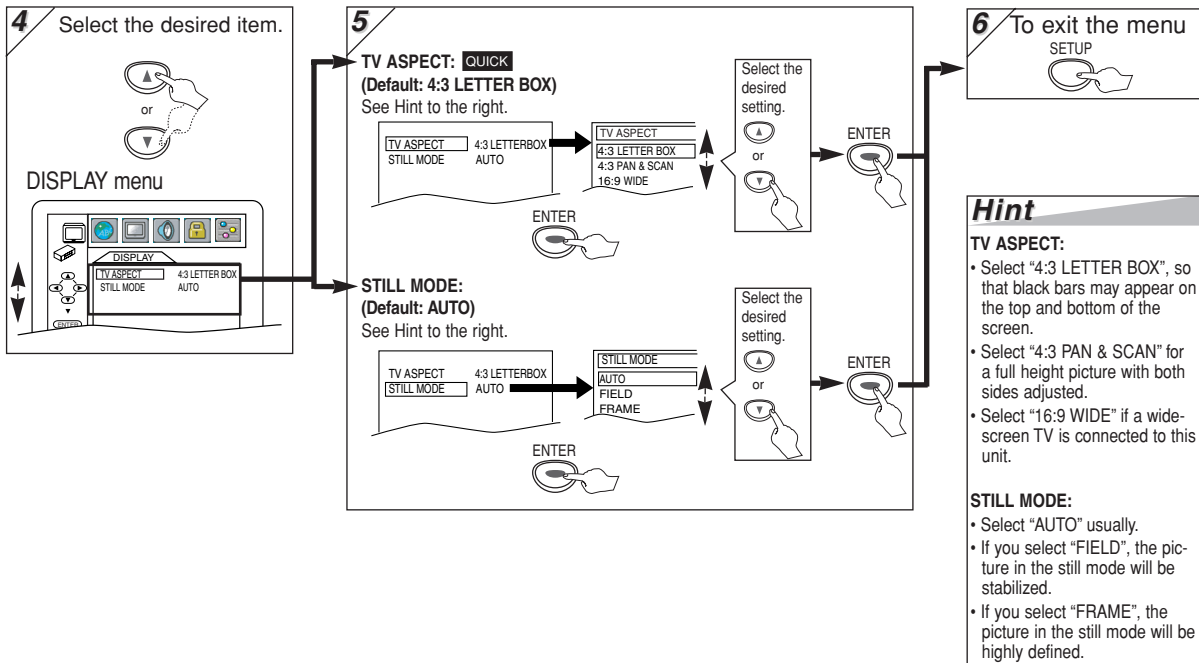 4 Select the desired item.
or
DISPLAY menu
DISPLAY
TV ASPECT 4:3 LETTER BOX
STILL MODE AUTO
ENTER
5
TV ASPECT: QUICK
(Default: 4:3 LETTER BOX)
See Hint to the right.
TV ASPECT 4:3 LETTERBOX
STILL MODE AUTO
ENTER
TV ASPECT
4:3 LETTER BOX
4:3 PAN & SCAN
16:9 WIDE
Select the
desired
setting.
or
ENTER
STILL MODE:
(Default: AUTO)
See Hint to the right.
TV ASPECT 4:3 LETTERBOX
STILL MODE AUTO
ENTER
STILL MODE
AUTO
FIELD
FRAME
Select the
desired
setting.
or
ENTER
6 To exit the menu
SETUP
Hint
TV ASPECT:
• Select “4:3 LETTER BOX”, so
that black bars may appear on
the top and bottom of the
screen.
• Select “4:3 PAN & SCAN” for
a full height picture with both
sides adjusted.
• Select “16:9 WIDE” if a wide-
screen TV is connected to this
unit.
STILL MODE:
• Select “AUTO” usually.
• If you select “FIELD”, the pic-
ture in the still mode will be
stabilized.
• If you select “FRAME”, the
picture in the still mode will be
highly defined.